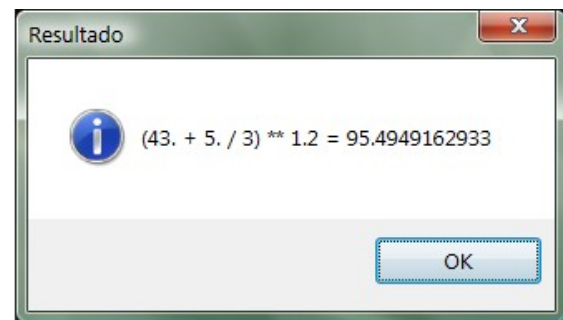 Resultado
(43. + 5. / 3) ** 1.2 = 95.4949162933
OK